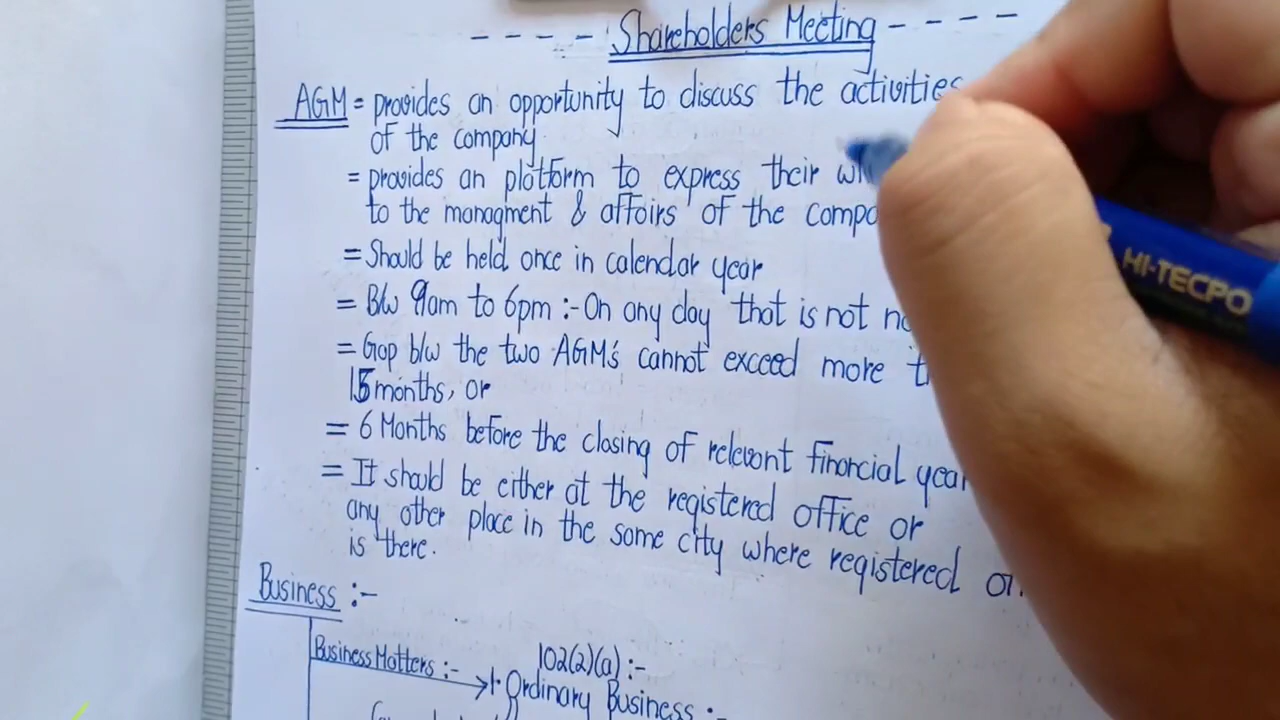 - - - - Shareholders Meeting - - - -
AGM = provides an opportunity to discuss the activities
of the company.
= provides an platform to express their
to the managment & affairs of the
= Should be held once in calendar year
= B/w 9am to 6pm :- On any day that is not
= Gap b/w the two AGM's cannot exceed more
15 months, or
= 6 Months before the closing of relevant financial year
= It should be either at the registered office or
any other place in the same city where registered
is there.
Business :-
Business Matters :- 102(2)(a) :-
Ordinary Business :-
HI-TECPO